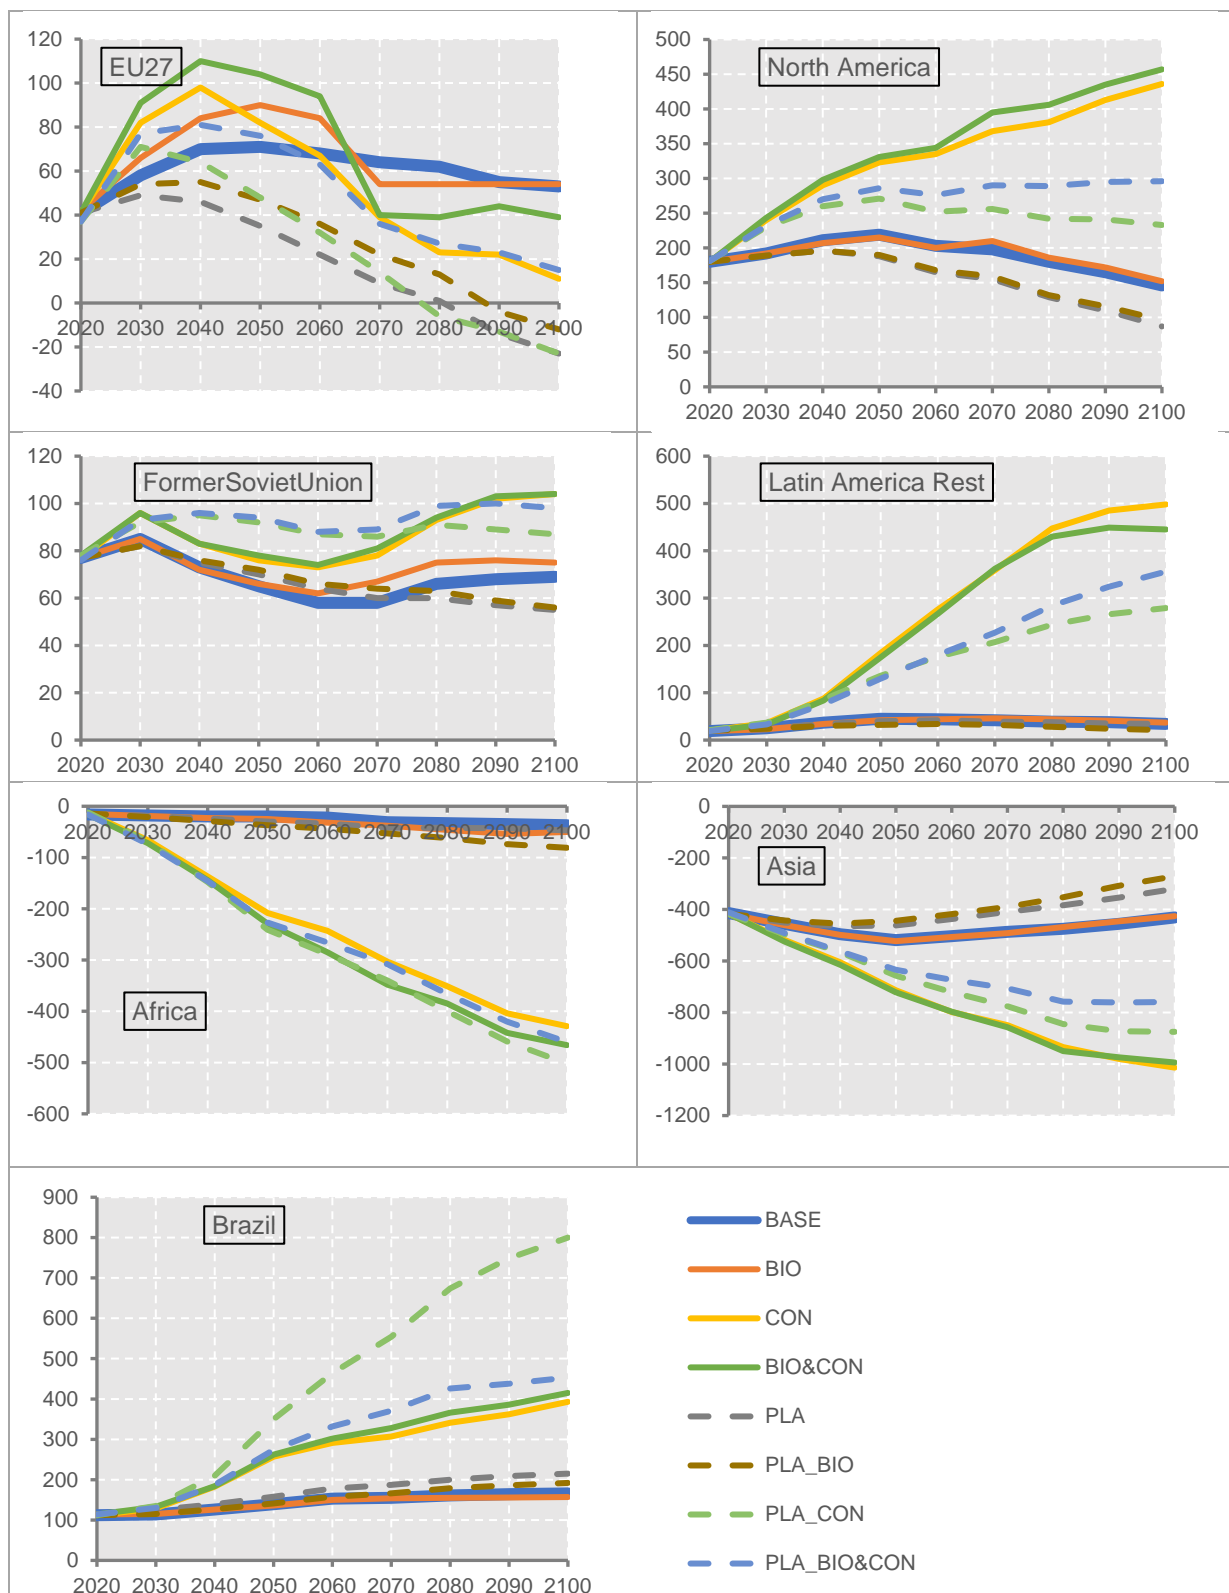 EU27
120
100
80
60
40
20
0
-20
-40
2020 2030 2040 2050 2060 2070 2080 2090 2100
North America
500
450
400
350
300
250
200
150
100
50
0
2020 2030 2040 2050 2060 2070 2080 2090 2100
FormerSovietUnion
120
100
80
60
40
20
0
2020 2030 2040 2050 2060 2070 2080 2090 2100
Latin America Rest
600
500
400
300
200
100
0
2020 2030 2040 2050 2060 2070 2080 2090 2100
Africa
0
2020 2030 2040 2050 2060 2070 2080 2090 2100
-100
-200
-300
-400
-500
-600
Asia
0
2020 2030 2040 2050 2060 2070 2080 2090 2100
-200
-400
-600
-800
-1000
-1200
Brazil
900
800
700
600
500
400
300
200
100
0
2020 2030 2040 2050 2060 2070 2080 2090 2100
BASE
BIO
CON
BIO&CON
PLA
PLA_BIO
PLA_CON
PLA_BIO&CON